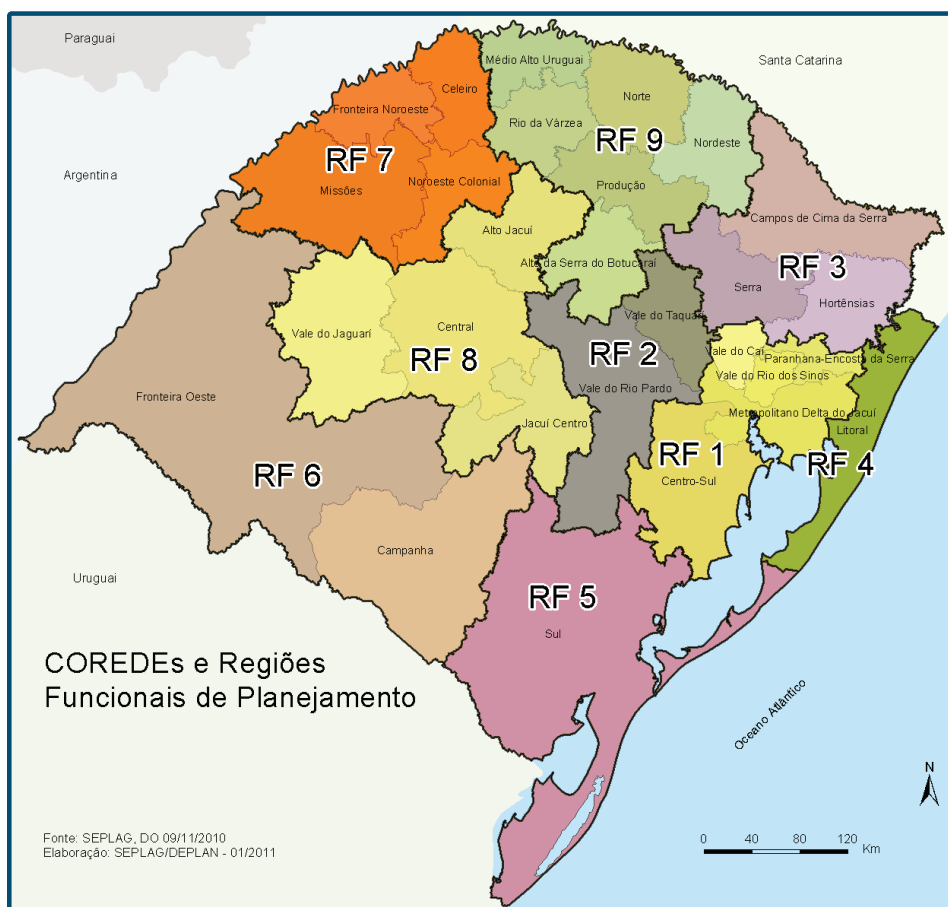 Paraguai
Santa Catarina
Argentina
Uruguai
Médio Alto Uruguai
Celeiro
Norte
Fronteira Noroeste
Rio da Várzea
RF 9
Nordeste
RF 7
Missões
Noroeste Colonial
Produção
Campos de Cima da Serra
Alto Jacuí
Alto da Serra do Botucaraí
RF 3
Serra
Hortênsias
Vale do Taquari
Vale do Jaguarí
Central
RF 8
RF 2
Vale do Caí
Paranhana-Encosta da Serra
Vale do Rio dos Sinos
Fronteira Oeste
Vale do Rio Pardo
Metropolitano Delta do Jacuí
Jacuí Centro
Litoral
RF 1
RF 4
RF 6
Centro-Sul
Campanha
RF 5
Sul
COREDEs e Regiões
Funcionais de Planejamento
Oceano Atlântico
N
Fonte: SEPLAG, DO 09/11/2010
Elaboração: SEPLAG/DEPLAN - 01/2011
0 40 80 120
Km